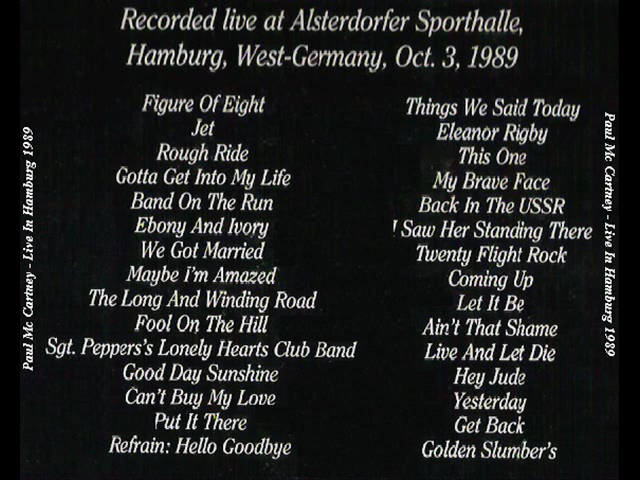 Recorded live at Alsterdorfer Sporthalle,
Hamburg, West-Germany, Oct. 3, 1989
Figure Of Eight
Jet
Rough Ride
Gotta Get Into My Life
Band On The Run
Ebony And Ivory
We Got Married
Maybe i'm Amazed
The Long And Winding Road
Fool On The Hill
Sgt. Peppers's Lonely Hearts Club Band
Good Day Sunshine
Can't Buy My Love
Put It There
Refrain: Hello Goodbye
Things We Said Today
Eleanor Rigby
This One
My Brave Face
Back In The USSR
I Saw Her Standing There
Twenty Flight Rock
Coming Up
Let It Be
Ain't That Shame
Live And Let Die
Hey Jude
Yesterday
Get Back
Golden Slumber's
Paul Mc Cartney - Live In Hamburg 1989
Paul Mc Cartney - Live In Hamburg 1989